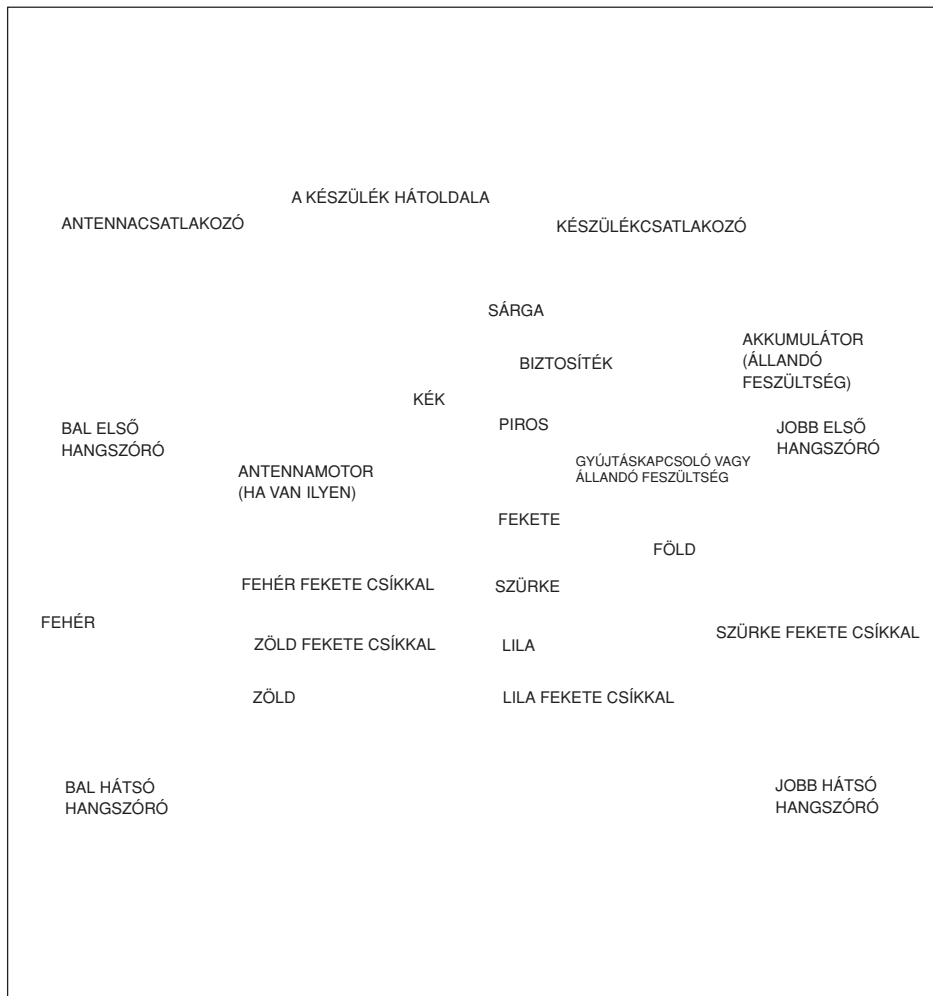 A KÉSZÜLÉK HÁTOLDALA
ANTENNACSATLAKOZÓ
KÉSZÜLÉKCSATLAKOZÓ
SÁRGA
AKKUMULÁTOR
(ÁLLANDÓ
FESZÜLTSÉG)
BIZTOSÍTÉK
KÉK
BAL ELSŐ
HANGSZÓRÓ
PIROS
JOBB ELSŐ
HANGSZÓRÓ
ANTENNAMOTOR
(HA VAN ILYEN)
GYÚJTÁSKAPCSOLÓ VAGY
ÁLLANDÓ FESZÜLTSÉG
FEKETE
FÖLD
FEHÉR FEKETE CSÍKKAL
SZÜRKE
FEHÉR
SZÜRKE FEKETE CSÍKKAL
ZÖLD FEKETE CSÍKKAL
LILA
ZÖLD
LILA FEKETE CSÍKKAL
BAL HÁTSÓ
HANGSZÓRÓ
JOBB HÁTSÓ
HANGSZÓRÓ